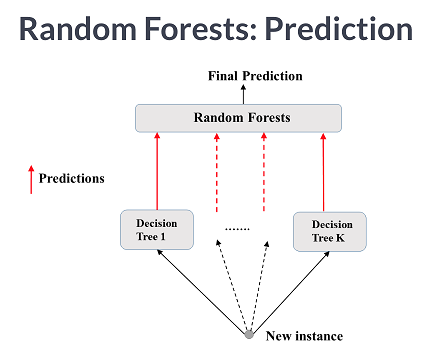 Random Forests: Prediction
Final Prediction
Random Forests
Predictions
Decision
Tree 1
.......
Decision
Tree K
New instance